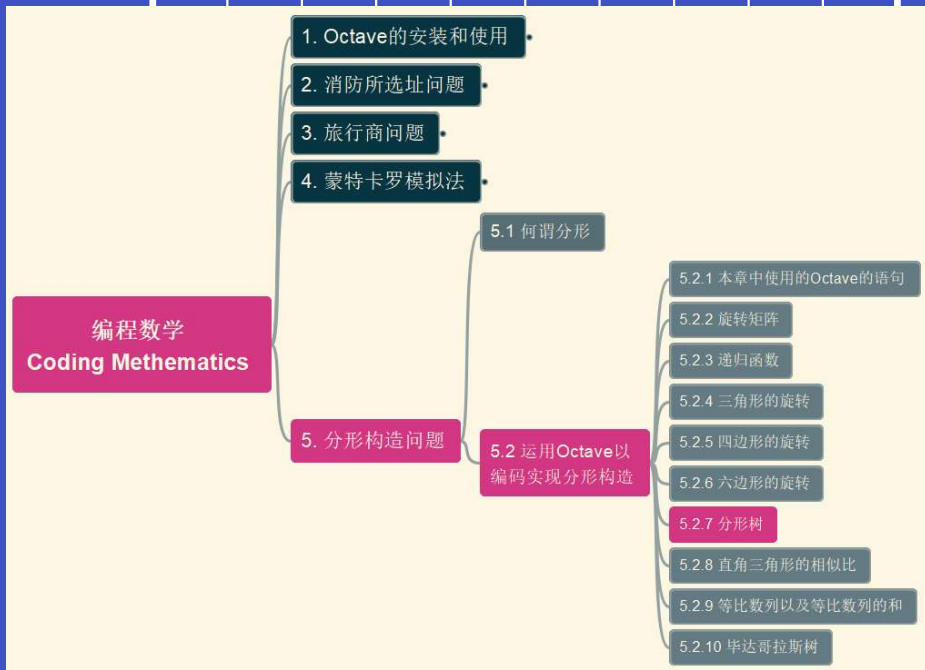 1. Octave的安装和使用
2. 消防所选址问题
3. 旅行商问题
4. 蒙特卡罗模拟法
5.1 何谓分形
5.2.1 本章中使用的Octave的语句
编程数学
Coding Methematics
5.2.2 旋转矩阵
5.2.3 递归函数
5.2.4 三角形的旋转
5. 分形构造问题
5.2 运用Octave以
编码实现分形构造
5.2.5 四边形的旋转
5.2.6 六边形的旋转
5.2.7 分形树
5.2.8 直角三角形的相似比
5.2.9 等比数列以及等比数列的和
5.2.10 毕达哥拉斯树